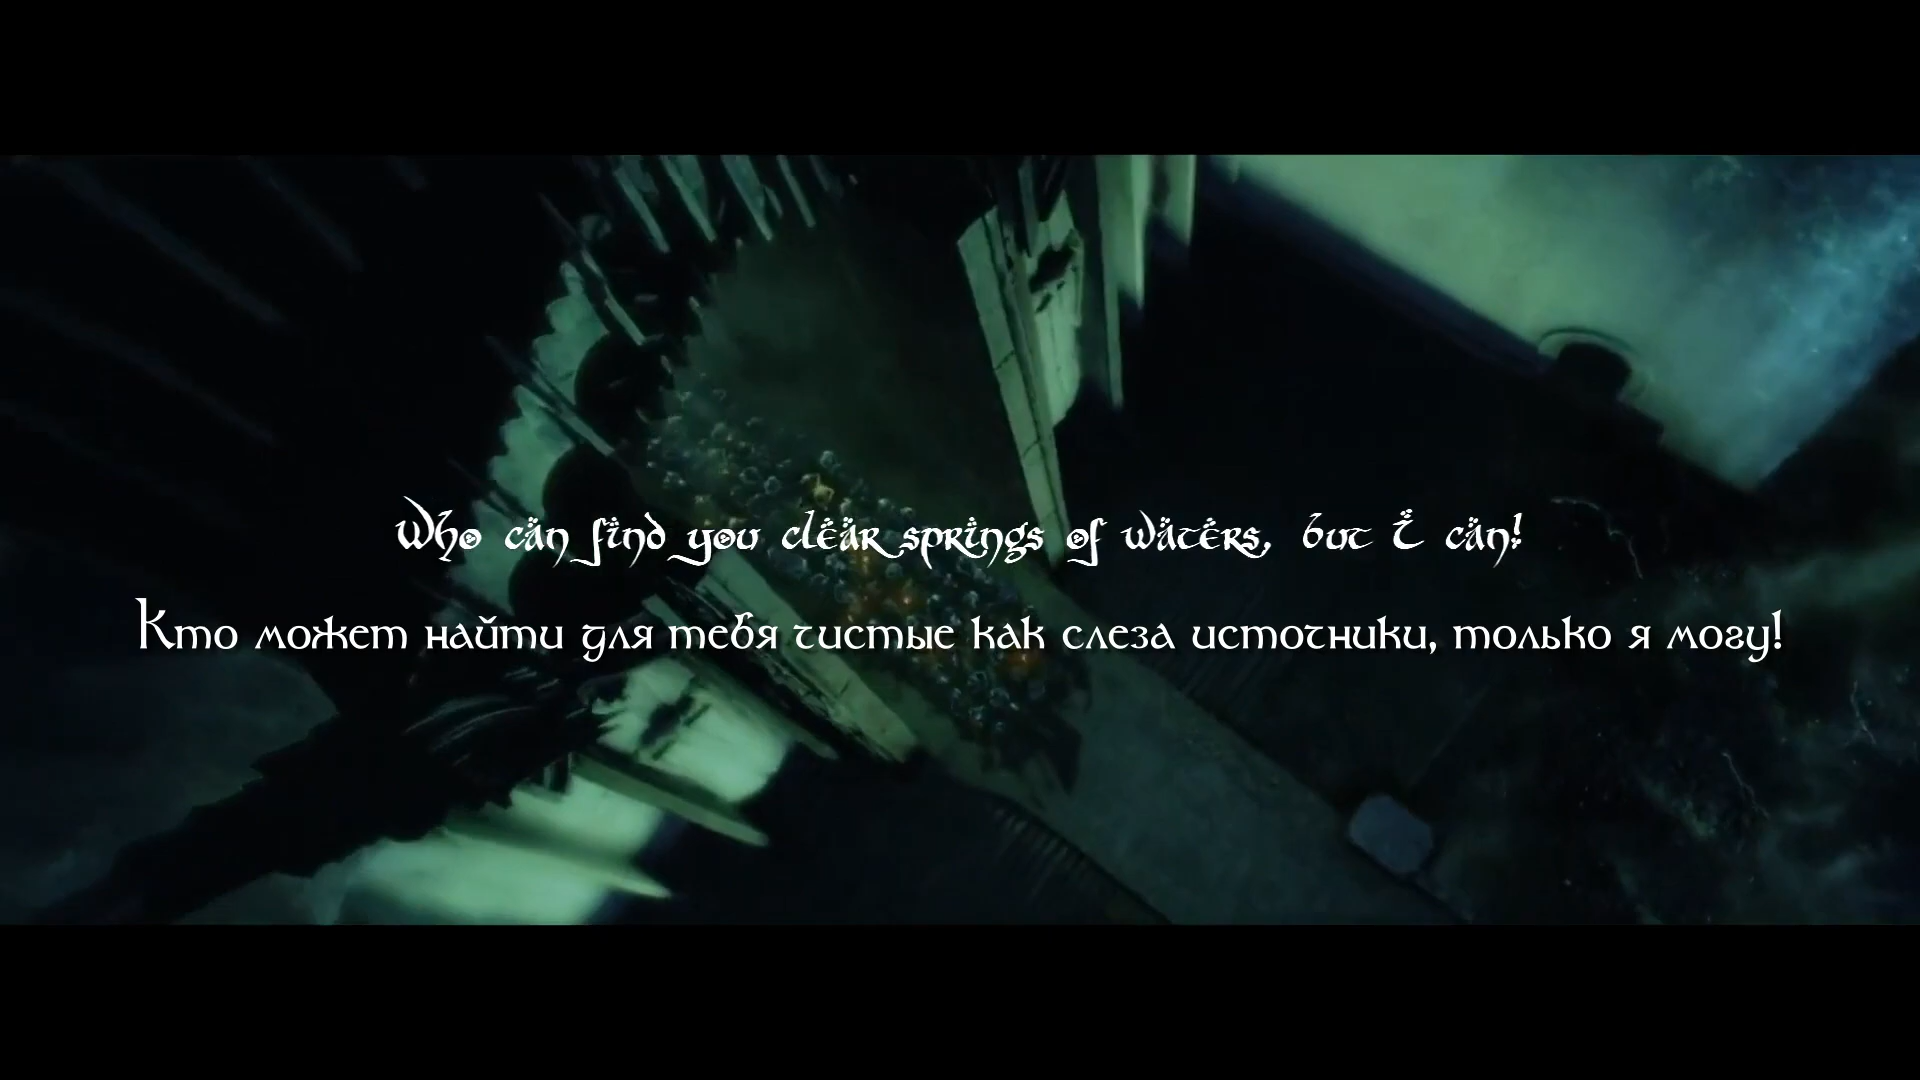 Who can find you clear springs of waters, but I can!
Кто может найти для тебя чистые как слеза источники, только я могу!